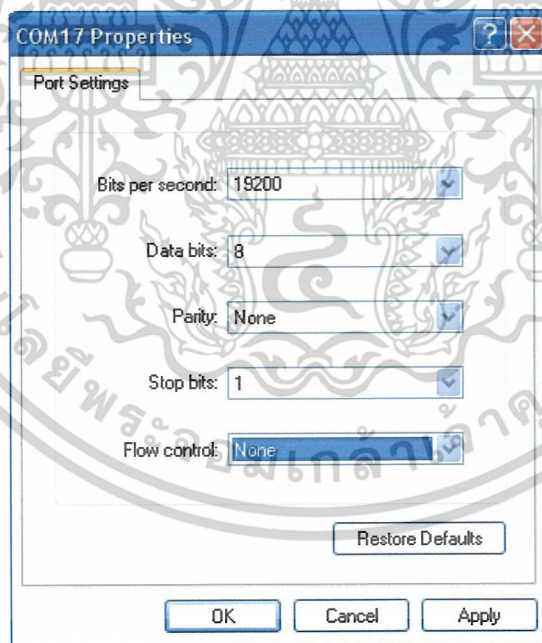 COM17 Properties
Port Settings
Bits per second: 19200
Data bits: 8
Parity: None
Stop bits: 1
Flow control: None
Restore Defaults
OK Cancel Apply